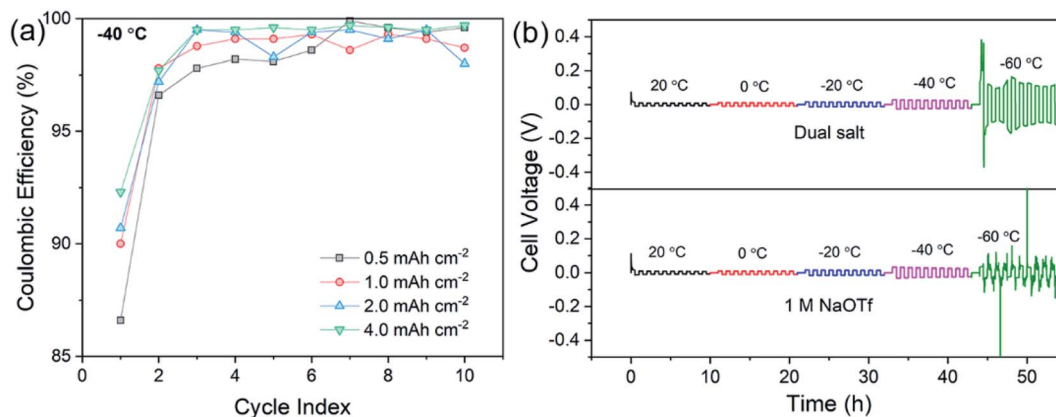 (a)
-40 °C
Coulombic Efficiency (%)
100
95
90
85
0.5 mAh cm-2
1.0 mAh cm-2
2.0 mAh cm-2
4.0 mAh cm-2
0 2 4 6 8 10
Cycle Index
(b)
Cell Voltage (V)
0.4
0.2
0.0
-0.2
-0.4
20 °C 0 °C -20 °C -40 °C -60 °C
Dual salt
0.4
0.2
0.0
-0.2
-0.4
20 °C 0 °C -20 °C -40 °C -60 °C
1 M NaOTf
0 10 20 30 40 50
Time (h)